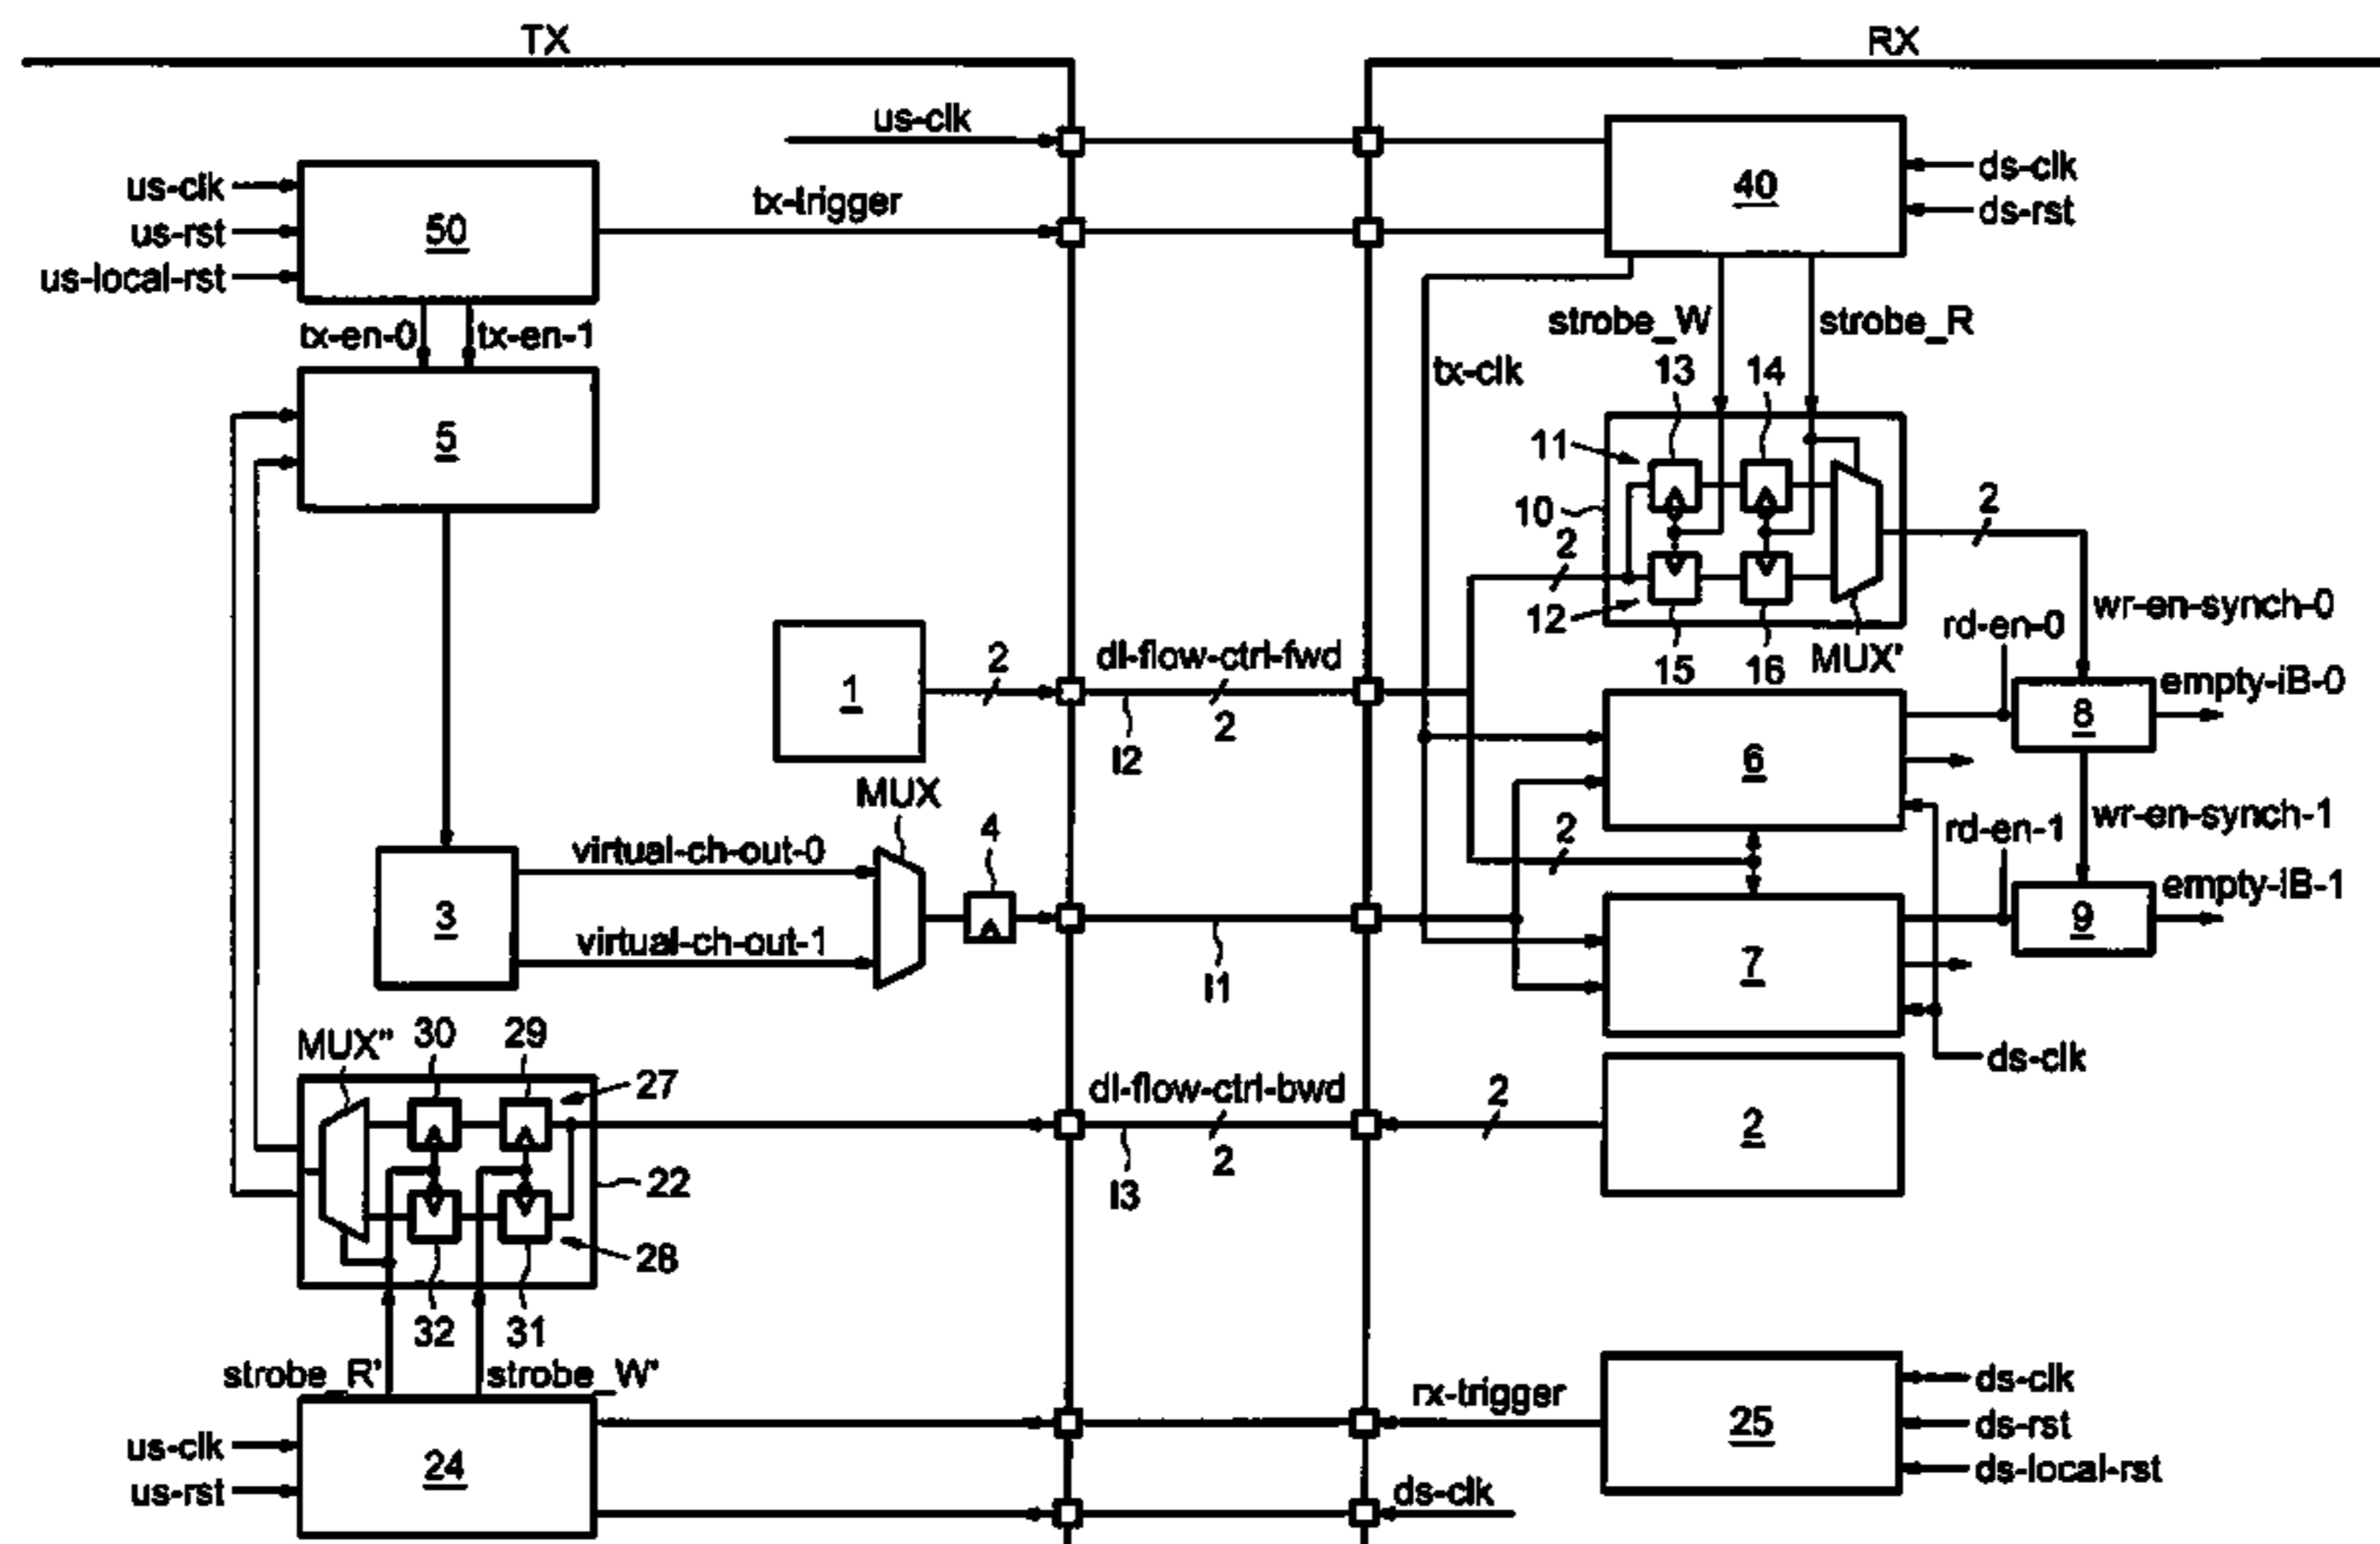 TX
RX
us-clk
us-clk
us-rst
us-local-rst
50
tx-trigger
40
ds-clk
ds-rst
tx-en-0
tx-en-1
strobe_W
strobe_R
tx-clk
13
14
5
11
10
2
2
12
15
16
MUX'
rd-en-0
wr-en-synch-0
empty-iB-0
1
2
dl-flow-ctrl-fwd
2
I2
6
8
MUX
4
2
rd-en-1
wr-en-synch-1
empty-iB-1
3
virtual-ch-out-0
virtual-ch-out-1
I1
7
9
ds-clk
MUX"
30
29
27
dl-flow-ctrl-bwd
2
2
I3
2
22
28
32
31
strobe_R'
strobe_W'
rx-trigger
25
ds-clk
ds-rst
ds-local-rst
us-clk
us-rst
24
ds-clk